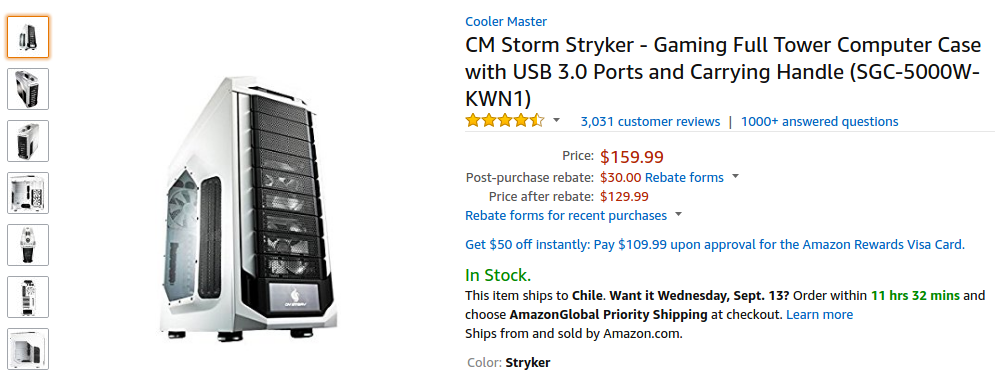 Cooler Master
CM Storm Stryker - Gaming Full Tower Computer Case
with USB 3.0 Ports and Carrying Handle (SGC-5000W-
KWN1)
3,031 customer reviews | 1000+ answered questions
Price: $159.99
Post-purchase rebate: $30.00 Rebate forms
Price after rebate: $129.99
Rebate forms for recent purchases
Get $50 off instantly: Pay $109.99 upon approval for the Amazon Rewards Visa Card.
In Stock.
This item ships to Chile. Want it Wednesday, Sept. 13? Order within 11 hrs 32 mins and
choose AmazonGlobal Priority Shipping at checkout. Learn more
Ships from and sold by Amazon.com.
Color: Stryker